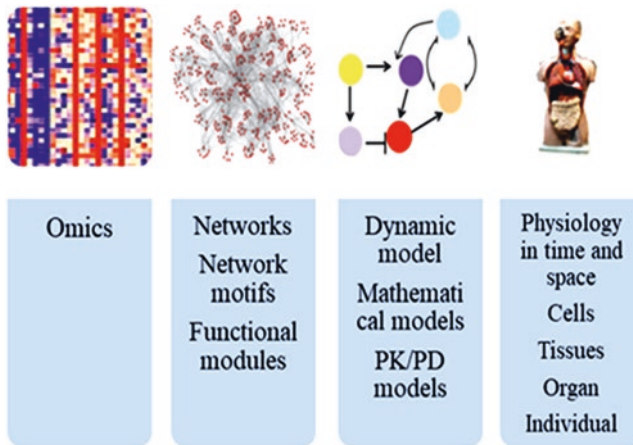 Omics
Networks
Network
motifs
Functional
modules
Dynamic
model
Mathemati
cal models
PK/PD
models
Physiology
in time and
space
Cells
Tissues
Organ
Individual